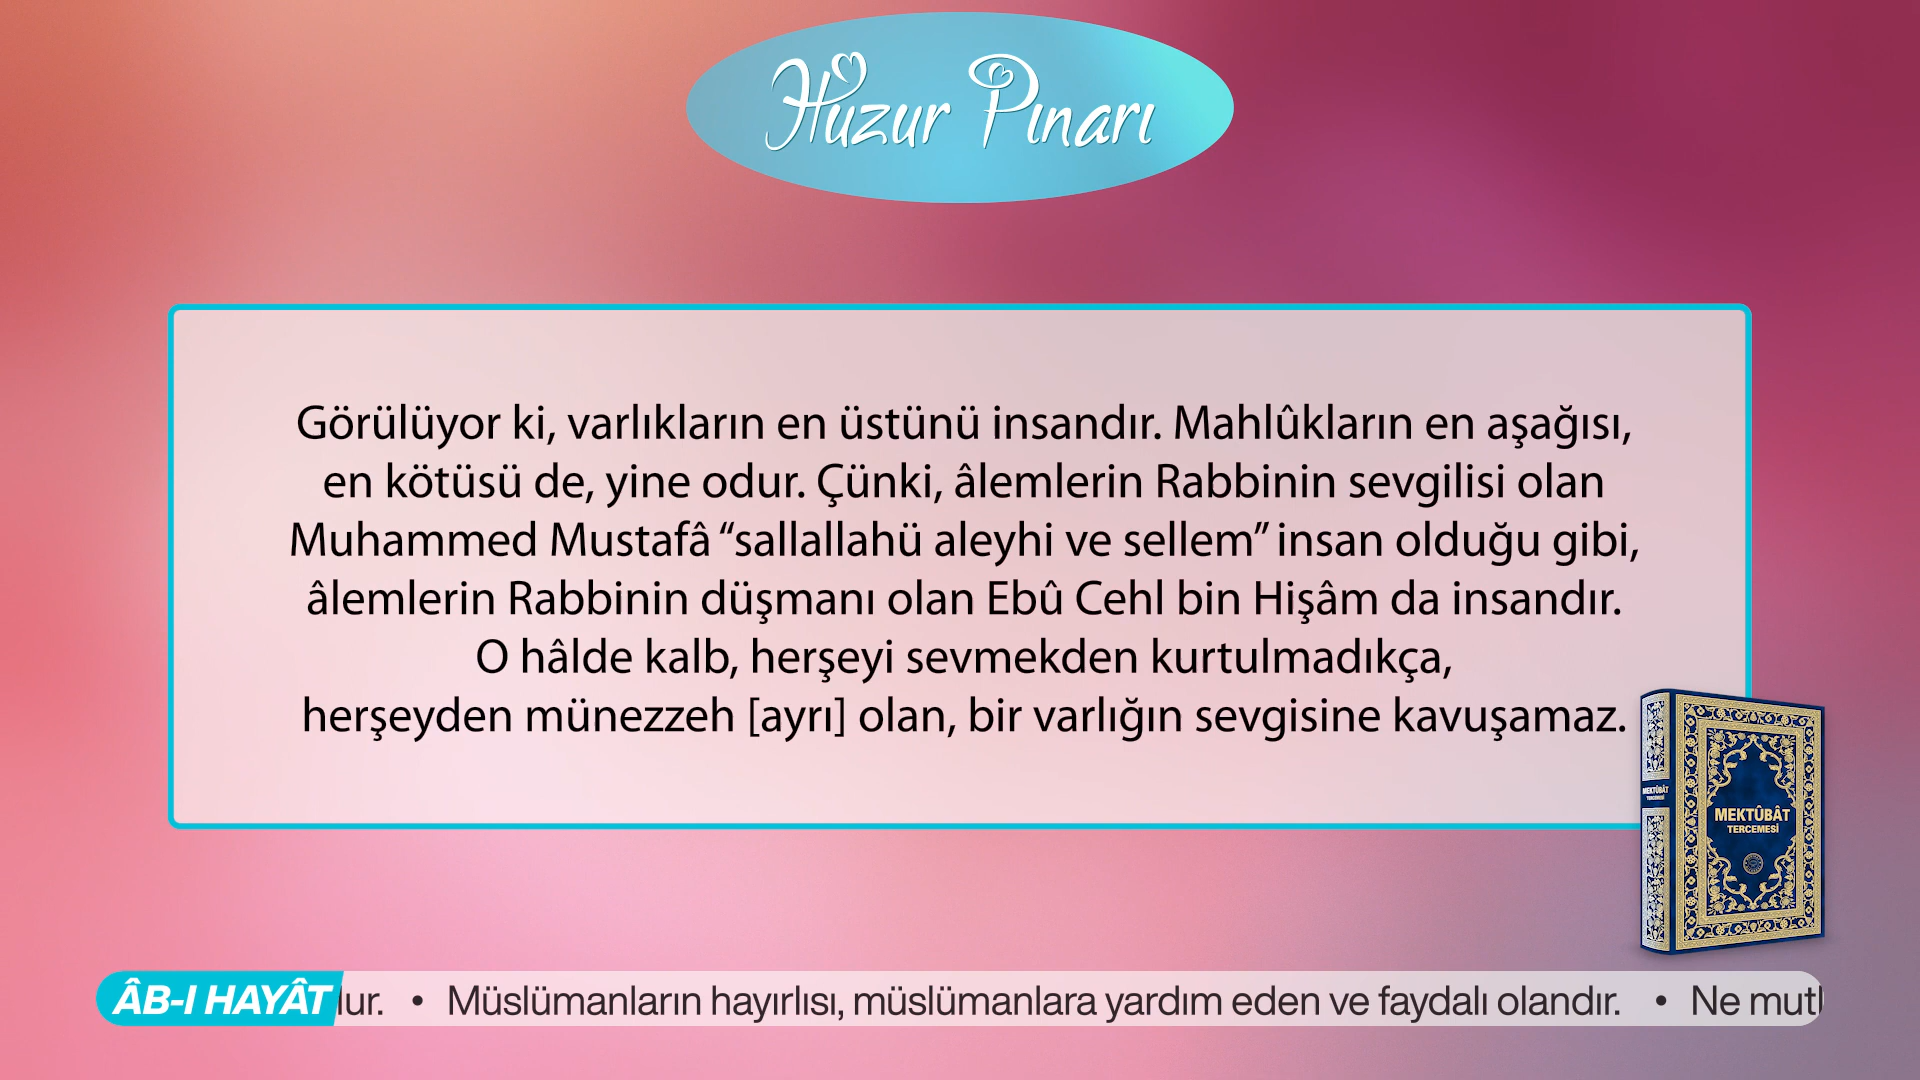 Huzur Pınarı
Görülüyor ki, varlıkların en üstünü insandır. Mahlûkların en aşağısı,
en kötüsü de, yine odur. Çünki, âlemlerin Rabbinin sevgilisi olan
Muhammed Mustafâ “sallallahü aleyhi ve sellem” insan olduğu gibi,
âlemlerin Rabbinin düşmanı olan Ebû Cehl bin Hişâm da insandır.
O hâlde kalb, herşeyi sevmekden kurtulmadıkça,
herşeyden münezzeh [ayrı] olan, bir varlığın sevgisine kavuşamaz.
MEKTÛBÂT
TERCEMESİ
MEKTÛBÂT
TERCEMESİ
ÂB-I HAYÂT
lur. • Müslümanların hayırlısı, müslümanlara yardım eden ve faydalı olandır. • Ne mutl